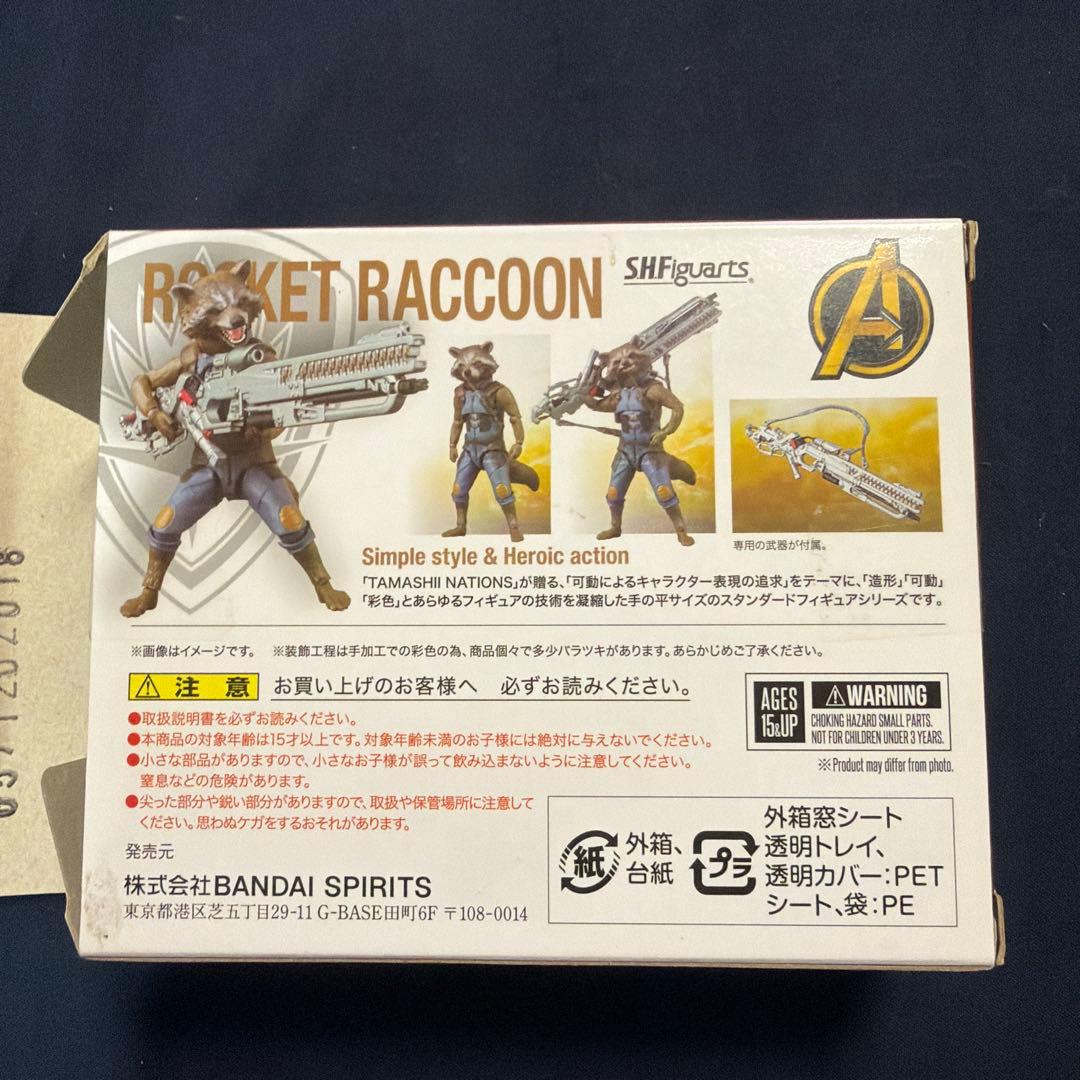 ROCKET RACCOON
S.H.Figuarts
専用の武器が付属。
Simple style & Heroic action
「TAMASHII NATIONS」が贈る、「可動によるキャラクター表現の追求」をテーマに、「造形」「可動」
「彩色」とあらゆるフィギュアの技術を凝縮した手の平サイズのスタンダードフィギュアシリーズです。
※画像はイメージです。 ※装飾工程は手加工での彩色の為、商品個々で多少バラツキがあります。あらかじめご了承ください。
注意 お買い上げのお客様へ 必ずお読みください。
●取扱説明書を必ずお読みください。
●本商品の対象年齢は15才以上です。対象年齢未満のお子様には絶対に与えないでください。
●小さな部品がありますので、小さなお子様が誤って飲み込まないように注意してください。
窒息などの危険があります。
●尖った部分や鋭い部分がありますので、取扱や保管場所に注意して
ください。思わぬケガをするおそれがあります。
AGES
15&UP
WARNING
CHOKING HAZARD SMALL PARTS.
NOT FOR CHILDREN UNDER 3 YEARS.
※Product may differ from photo.
発売元
株式会社BANDAI SPIRITS
東京都港区芝五丁目29-11 G-BASE田町6F 〒108-0014
紙 外箱、
台紙
プラ 外箱窓シート
透明トレイ、
透明カバー:PET
シート、袋:PE